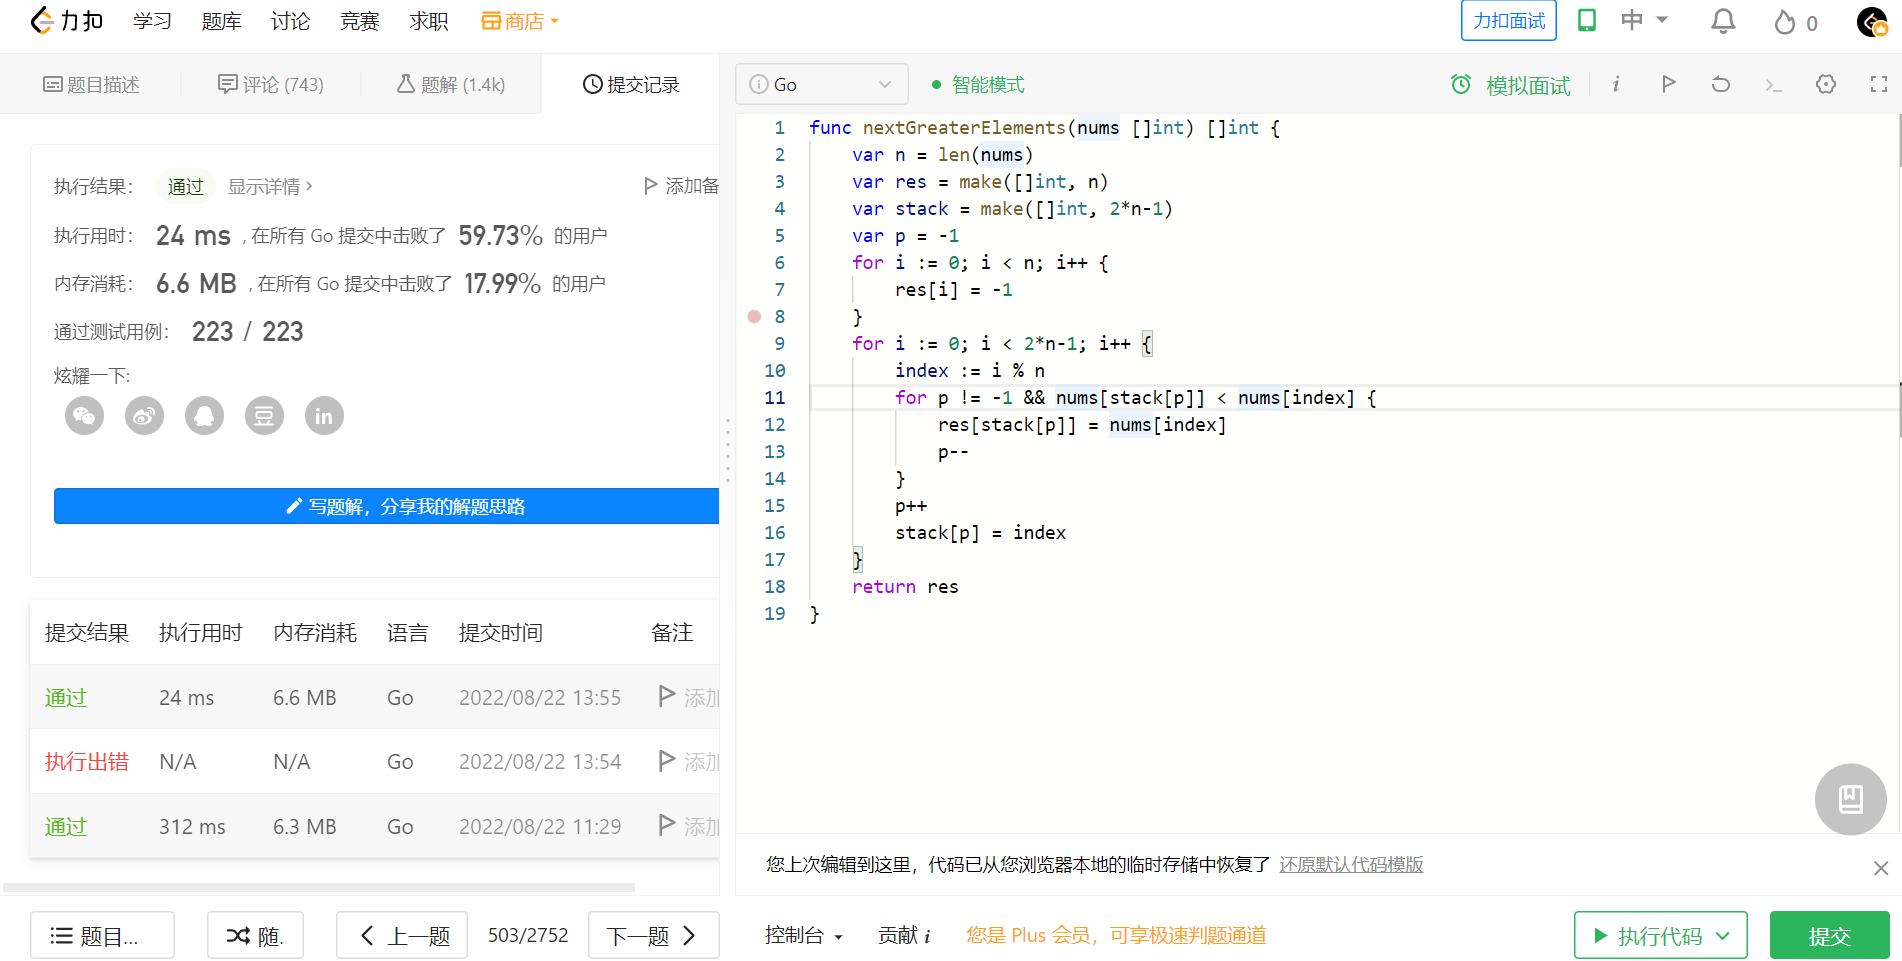 力扣 学习 题库 讨论 竞赛 求职 商店 力扣面试 中 0
题目描述 评论 (743) 题解 (1.4k) 提交记录
执行结果： 通过 显示详情 › 添加备
执行用时： 24 ms , 在所有 Go 提交中击败了 59.73% 的用户
内存消耗： 6.6 MB , 在所有 Go 提交中击败了 17.99% 的用户
通过测试用例： 223 / 223
炫耀一下:
豆 in
写题解，分享我的解题思路
提交结果 执行用时 内存消耗 语言 提交时间 备注
通过 24 ms 6.6 MB Go 2022/08/22 13:55 添加
执行出错 N/A N/A Go 2022/08/22 13:54 添加
通过 312 ms 6.3 MB Go 2022/08/22 11:29 添加
题目... 随. 上一题 503/2752 下一题
i Go 智能模式 模拟面试 i
1 func nextGreaterElements(nums []int) []int {
2 var n = len(nums)
3 var res = make([]int, n)
4 var stack = make([]int, 2*n-1)
5 var p = -1
6 for i := 0; i < n; i++ {
7 res[i] = -1
8 }
9 for i := 0; i < 2*n-1; i++ {
10 index := i % n
11 for p != -1 && nums[stack[p]] < nums[index] {
12 res[stack[p]] = nums[index]
13 p--
14 }
15 p++
16 stack[p] = index
17 }
18 return res
19 }
您上次编辑到这里，代码已从您浏览器本地的临时存储中恢复了 还原默认代码模版
控制台 贡献 i 您是 Plus 会员，可享极速判题通道 执行代码 提交